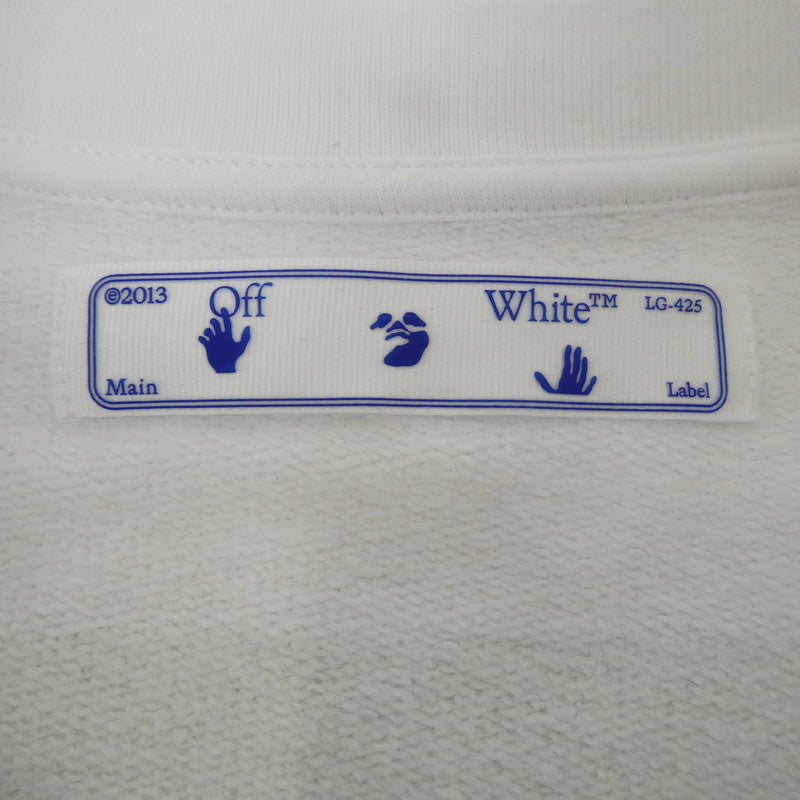 ©2013 Off White™ LG-425
Main Label